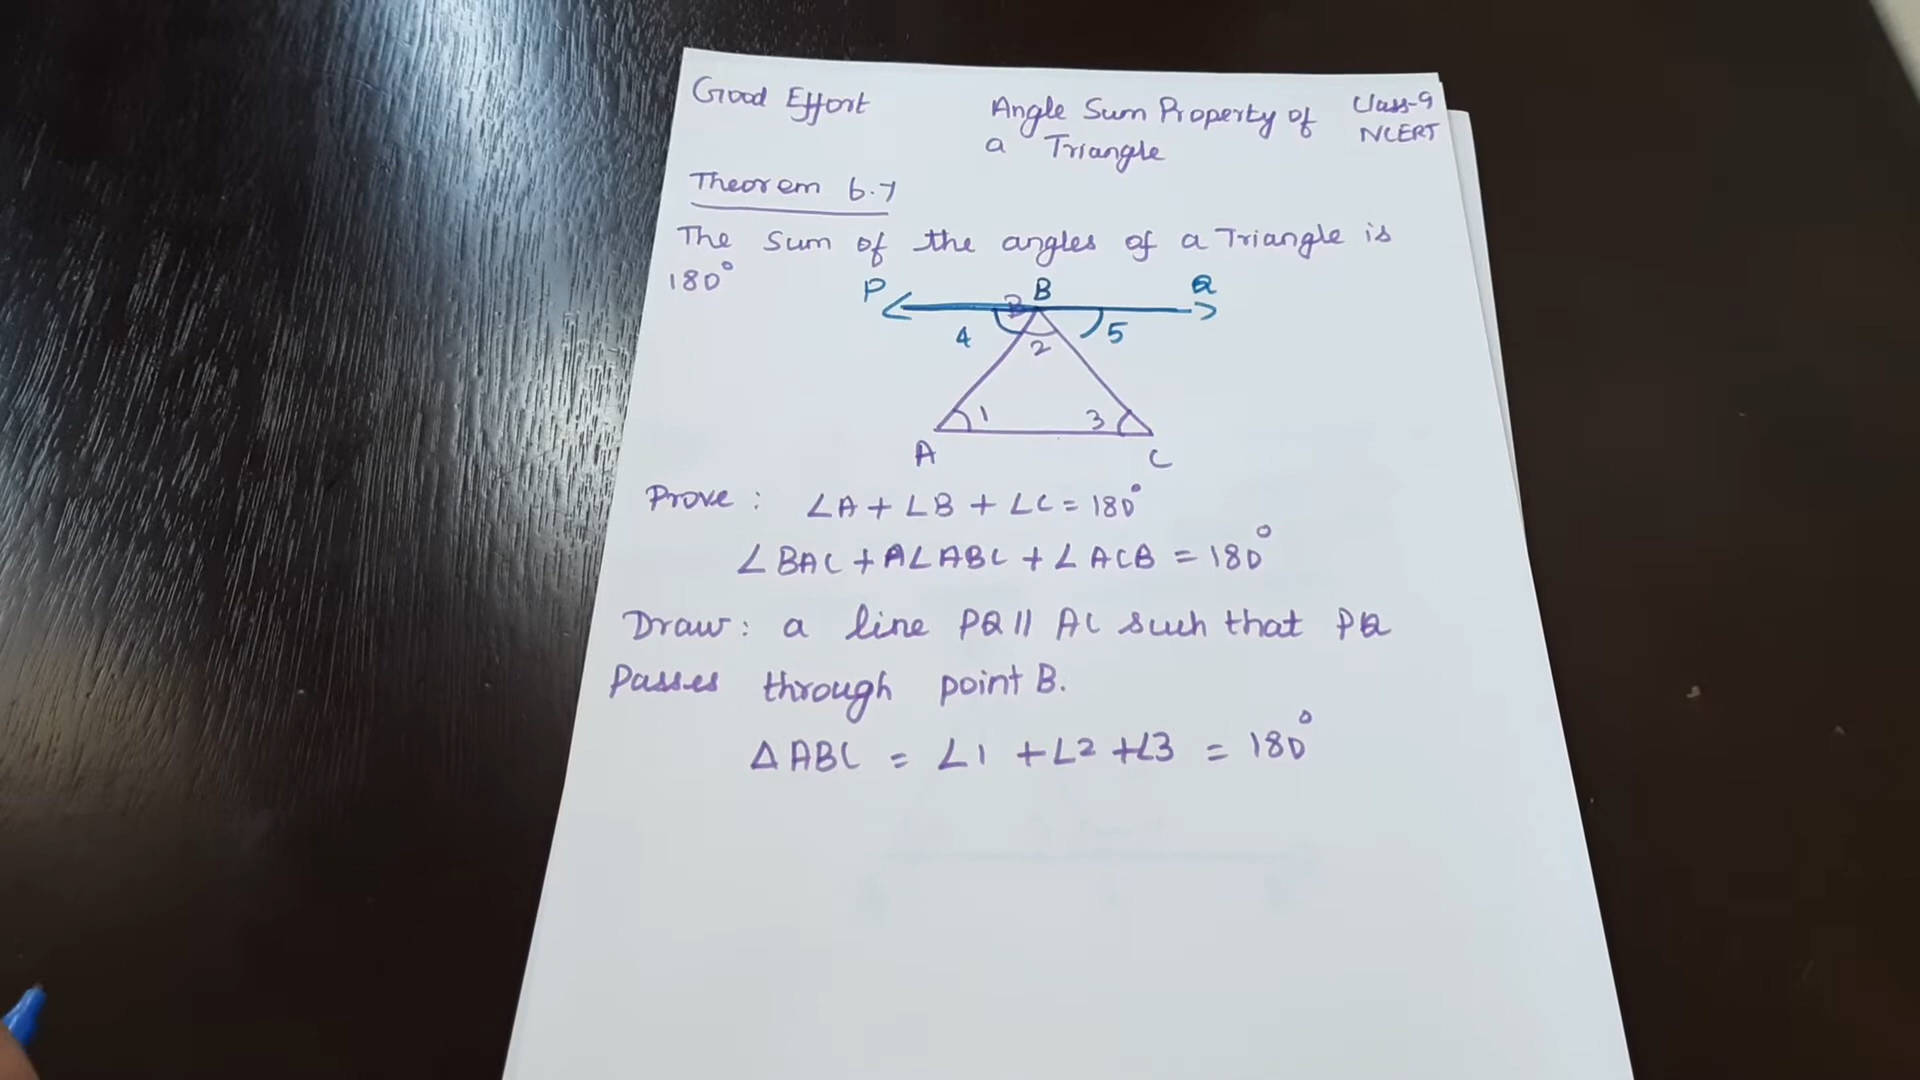 Good Effort
Angle Sum Property of
a Triangle
Class-9
NCERT
Theorem 6.7
The Sum of the angles of a Triangle is
180°
P B Q
4 2 5
1 3
A C
Prove : ∠A + ∠B + ∠C = 180°
∠BAC + A∠ABC + ∠ACB = 180°
Draw : a line PQ || AC such that PQ
Passes through point B.
△ABC = ∠1 + ∠2 + ∠3 = 180°